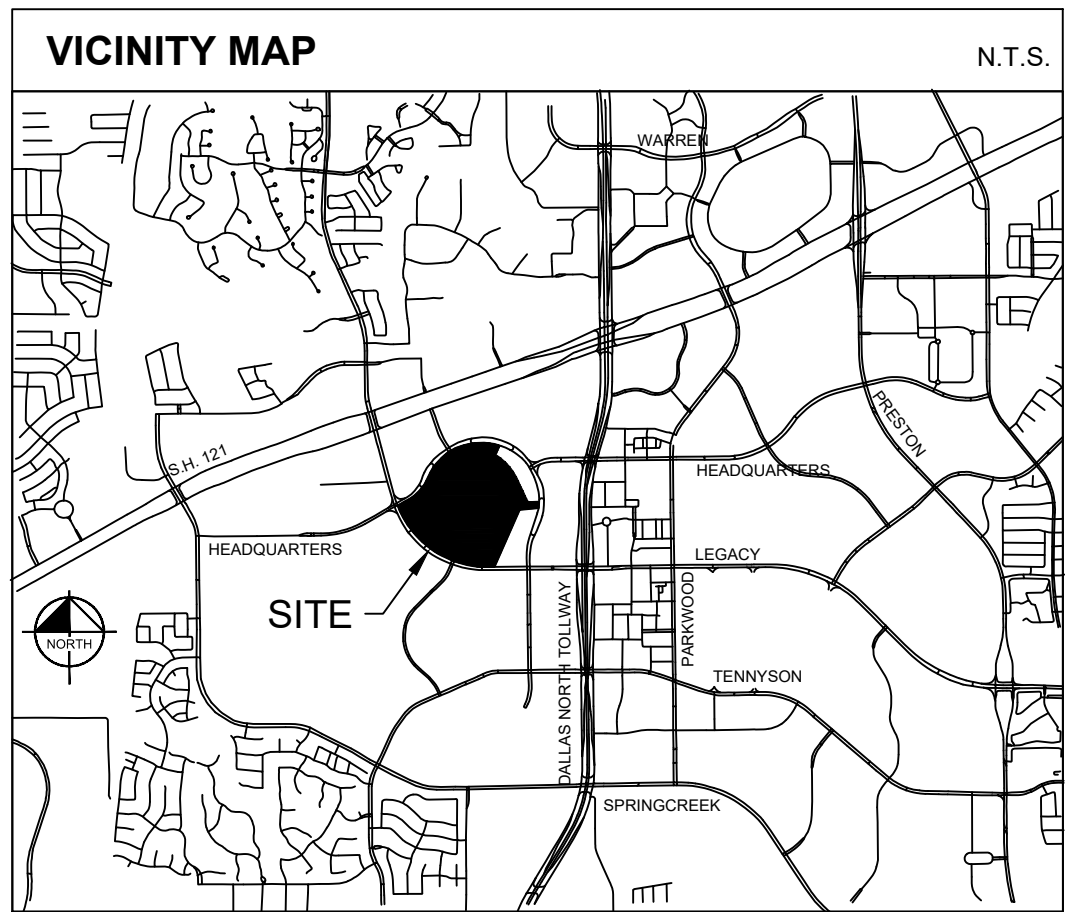 VICINITY MAP
N.T.S.
WARREN
PRESTON
S.H. 121
HEADQUARTERS
HEADQUARTERS
LEGACY
SITE
NORTH
DALLAS NORTH TOLLWAY
PARKWOOD
TENNYSON
SPRINGCREEK